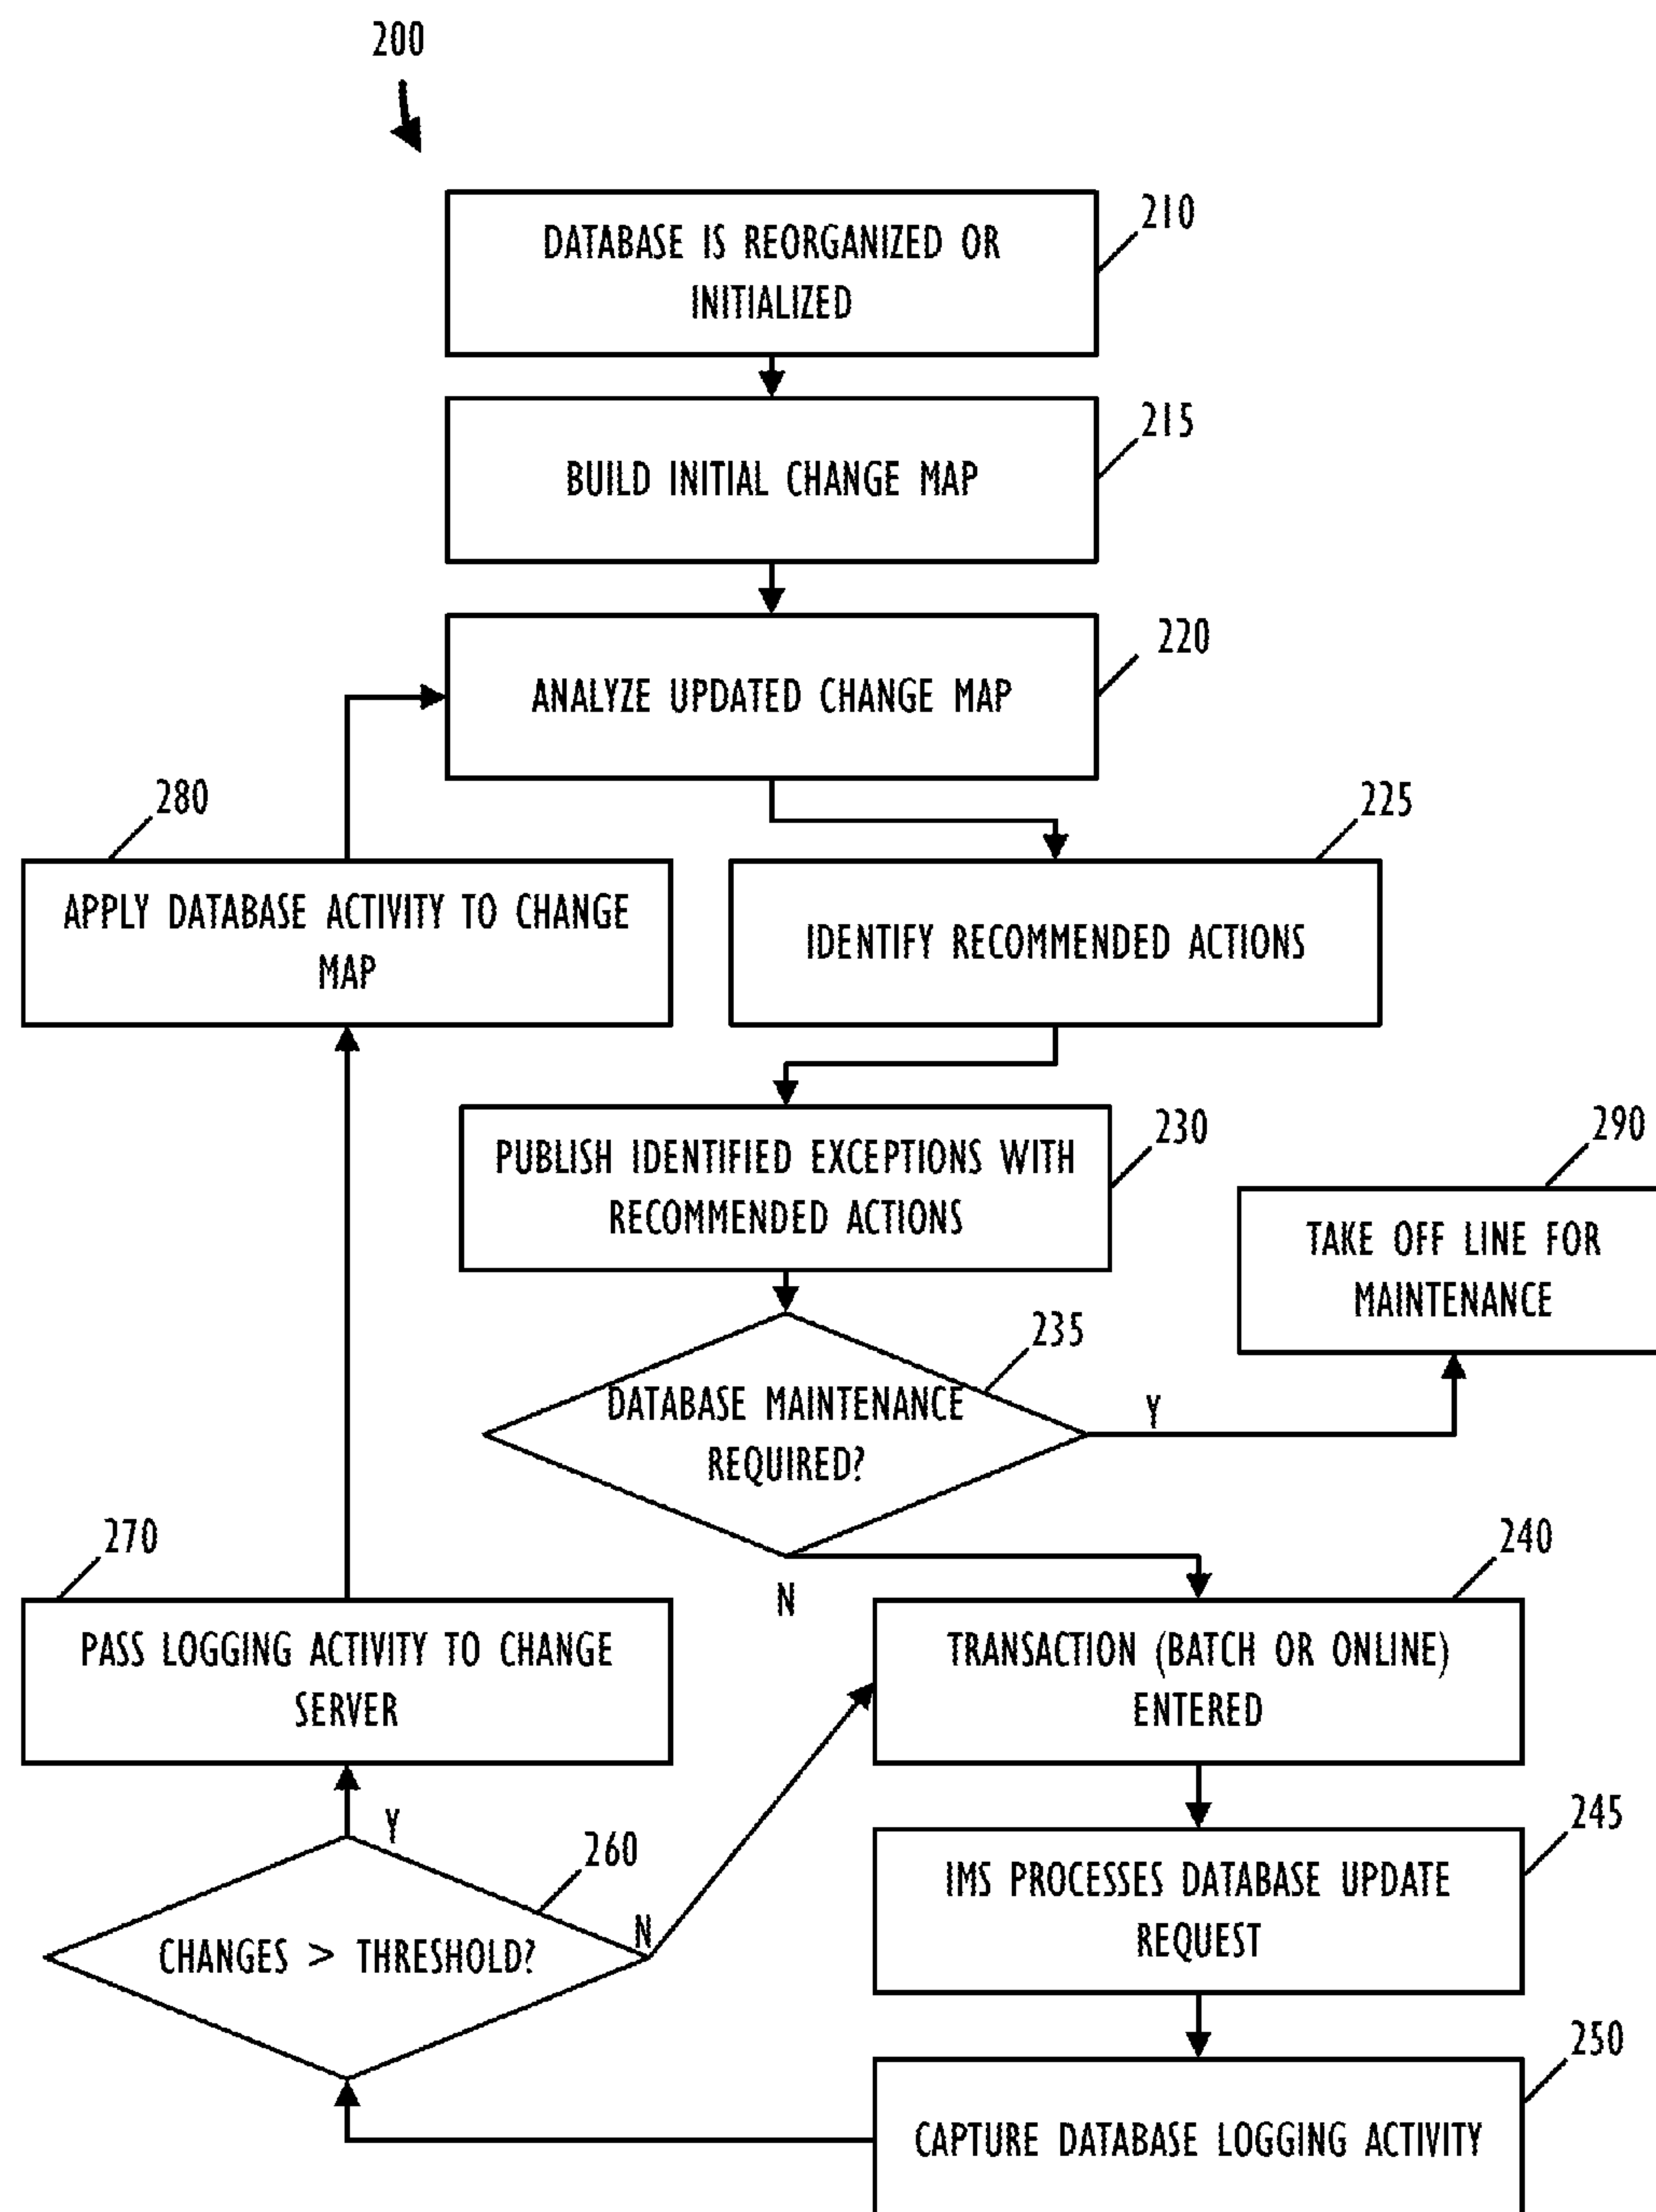 200
210
DATABASE IS REORGANIZED OR
INITIALIZED
215
BUILD INITIAL CHANGE MAP
220
ANALYZE UPDATED CHANGE MAP
280
225
APPLY DATABASE ACTIVITY TO CHANGE
MAP
IDENTIFY RECOMMENDED ACTIONS
230
PUBLISH IDENTIFIED EXCEPTIONS WITH
RECOMMENDED ACTIONS
290
TAKE OFF LINE FOR
MAINTENANCE
235
DATABASE MAINTENANCE
REQUIRED?
Y
N
270
240
PASS LOGGING ACTIVITY TO CHANGE
SERVER
TRANSACTION (BATCH OR ONLINE)
ENTERED
Y
260
245
CHANGES > THRESHOLD?
N
IMS PROCESSES DATABASE UPDATE
REQUEST
250
CAPTURE DATABASE LOGGING ACTIVITY